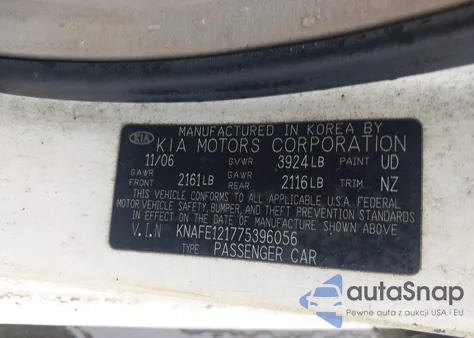 MANUFACTURED IN KOREA BY
KIA KIA MOTORS CORPORATION
11/06 GVWR 3924LB PAINT UD
GAWR FRONT 2161LB GAWR REAR 2116LB TRIM NZ
THIS VEHICLE CONFORMS TO ALL APPLICABLE U.S.A. FEDERAL
MOTOR VEHICLE SAFETY, BUMPER, AND THEFT PREVENTION STANDARDS
IN EFFECT ON THE DATE OF MANUFACTURE SHOWN ABOVE
V.I.N KNAFE121775396056
TYPE PASSENGER CAR
autoSnap
Pewne auta z aukcji USA i EU